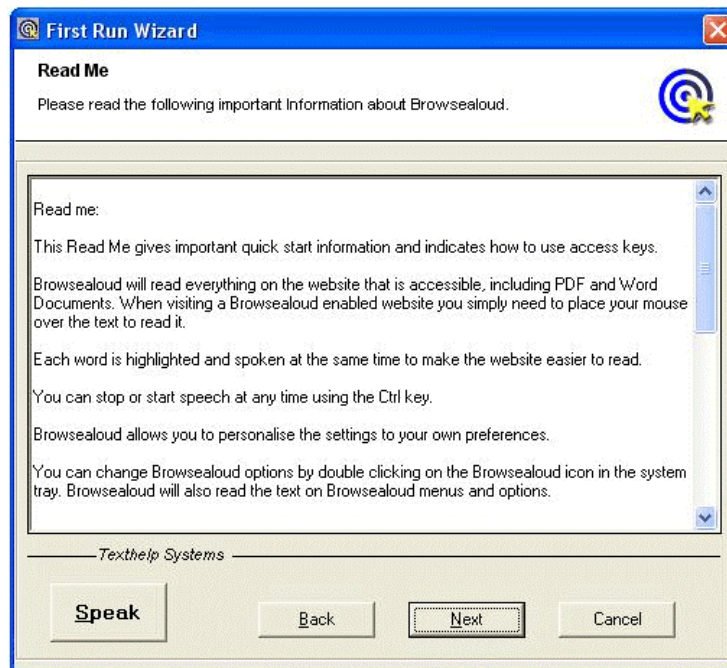 First Run Wizard
Read Me
Please read the following important Information about Browsealoud.
Read me:
This Read Me gives important quick start information and indicates how to use access keys.
Browsealoud will read everything on the website that is accessible, including PDF and Word
Documents. When visiting a Browsealoud enabled website you simply need to place your mouse
over the text to read it.
Each word is highlighted and spoken at the same time to make the website easier to read.
You can stop or start speech at any time using the Ctrl key.
Browsealoud allows you to personalise the settings to your own preferences.
You can change Browsealoud options by double clicking on the Browsealoud icon in the system
tray. Browsealoud will also read the text on Browsealoud menus and options.
Texthelp Systems
Speak
Back
Next
Cancel